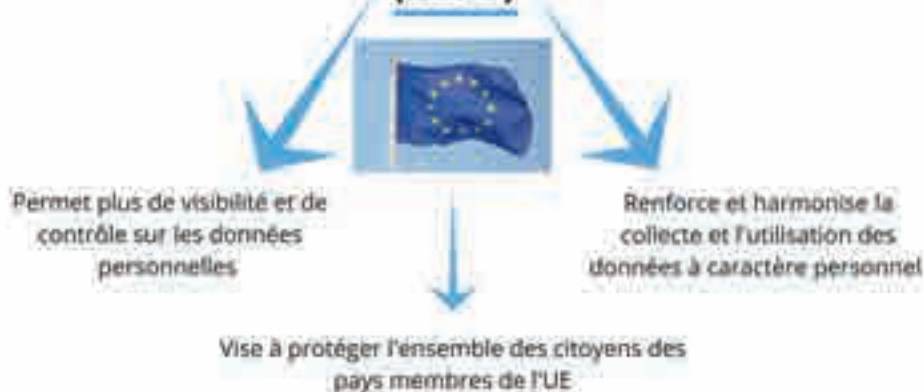 Permet plus de visibilité et de
contrôle sur les données
personnelles
Renforce et harmonise la
collecte et l'utilisation des
données à caractère personnel
Vise à protéger l'ensemble des citoyens des
pays membres de l'UE